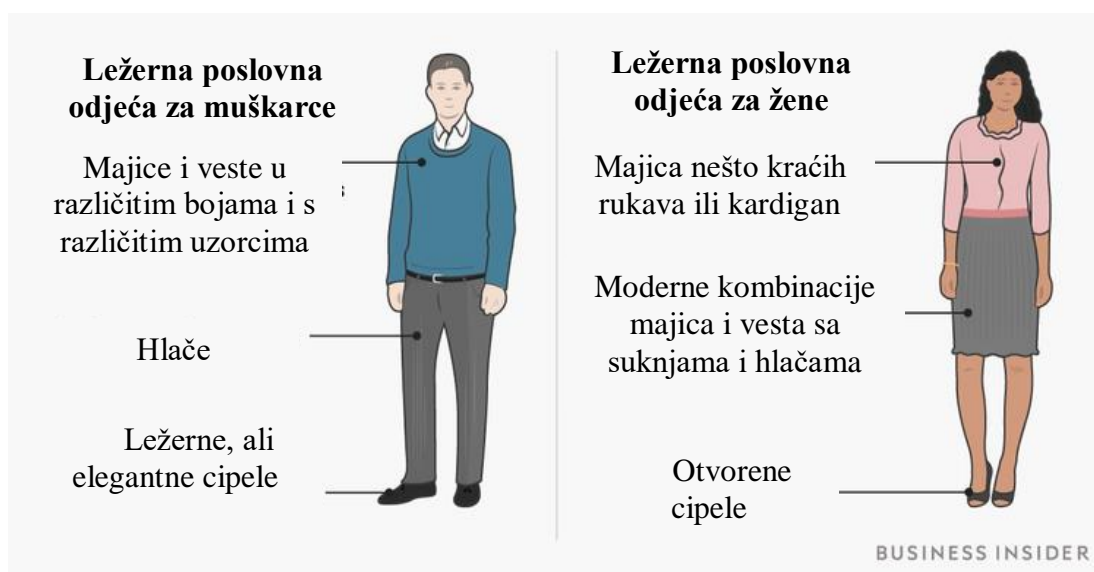 Ležerna poslovna
odjeća za muškarce
Majice i veste u
različitim bojama i s
različitim uzorcima
Hlače
Ležerne, ali
elegantne cipele
Ležerna poslovna
odjeća za žene
Majica nešto kraćih
rukava ili kardigan
Moderne kombinacije
majica i vesta sa
suknjama i hlačama
Otvorene
cipele
BUSINESS INSIDER